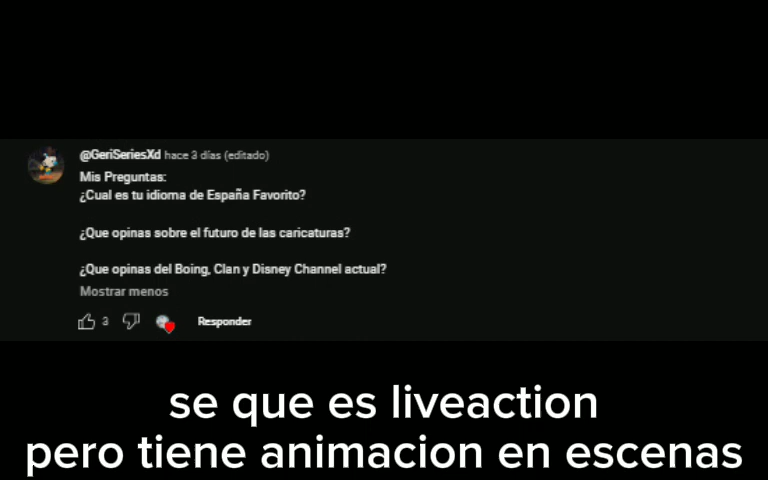 @GeriSeriesXd hace 3 días (editado)
Mis Preguntas:
¿Cual es tu idioma de España Favorito?
¿Que opinas sobre el futuro de las caricaturas?
¿Que opinas del Boing, Clan y Disney Channel actual?
Mostrar menos
3 Responder
se que es liveaction
pero tiene animacion en escenas